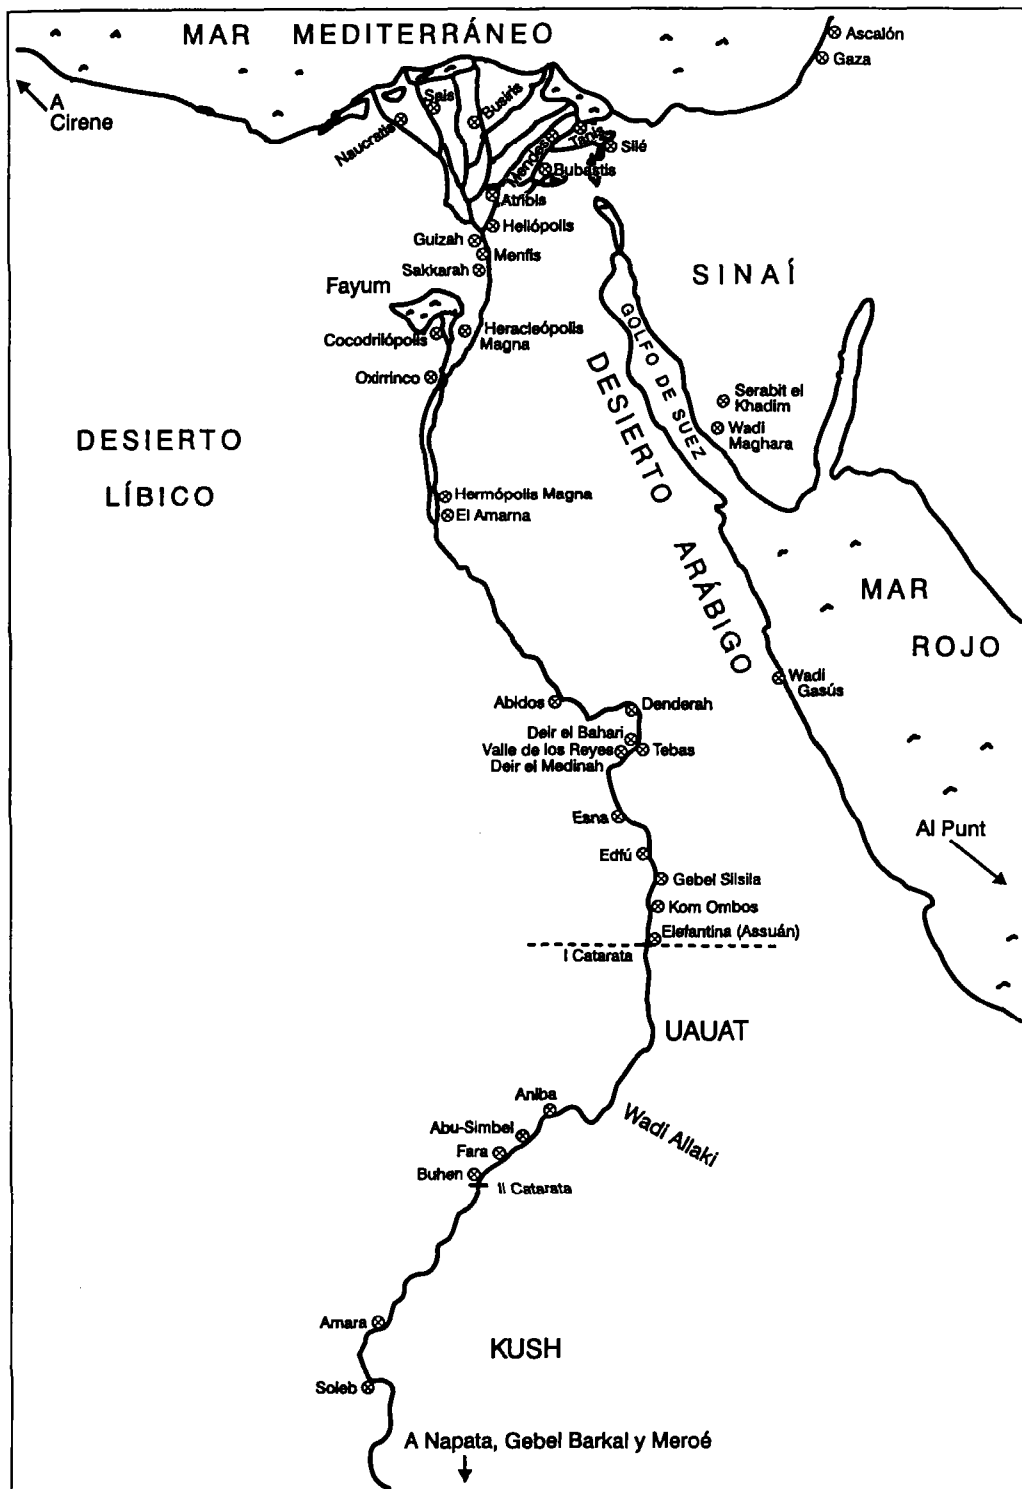 MAR MEDITERRÁNEO
Ascalón
Gaza
A
Cirene
Sais
Busiris
Naucratis
Mendes
Tanis
Silé
Bubastis
Atribis
Heliópolis
Guizah
Menfis
Sakkarah
SINAÍ
Fayum
GOLFO DE SUEZ
Cocodrilópolis
Heracleópolis
Magna
Oxirrinco
DESIERTO
ARÁBIGO
Serabit el
Khadim
Wadi
Maghara
DESIERTO
LÍBICO
Hermópolis Magna
El Amarna
MAR
ROJO
Wadi
Gasús
Abidos
Denderah
Deir el Bahari
Valle de los Reyes
Tebas
Deir el Medinah
Esna
Al Punt
Edfú
Gebel Silsila
Kom Ombos
Elefantina (Assuán)
I Catarata
UAUAT
Aniba
Wadi Allaki
Abu-Simbel
Fara
Buhen
II Catarata
Amara
KUSH
Soleb
A Napata, Gebel Barkal y Meroé